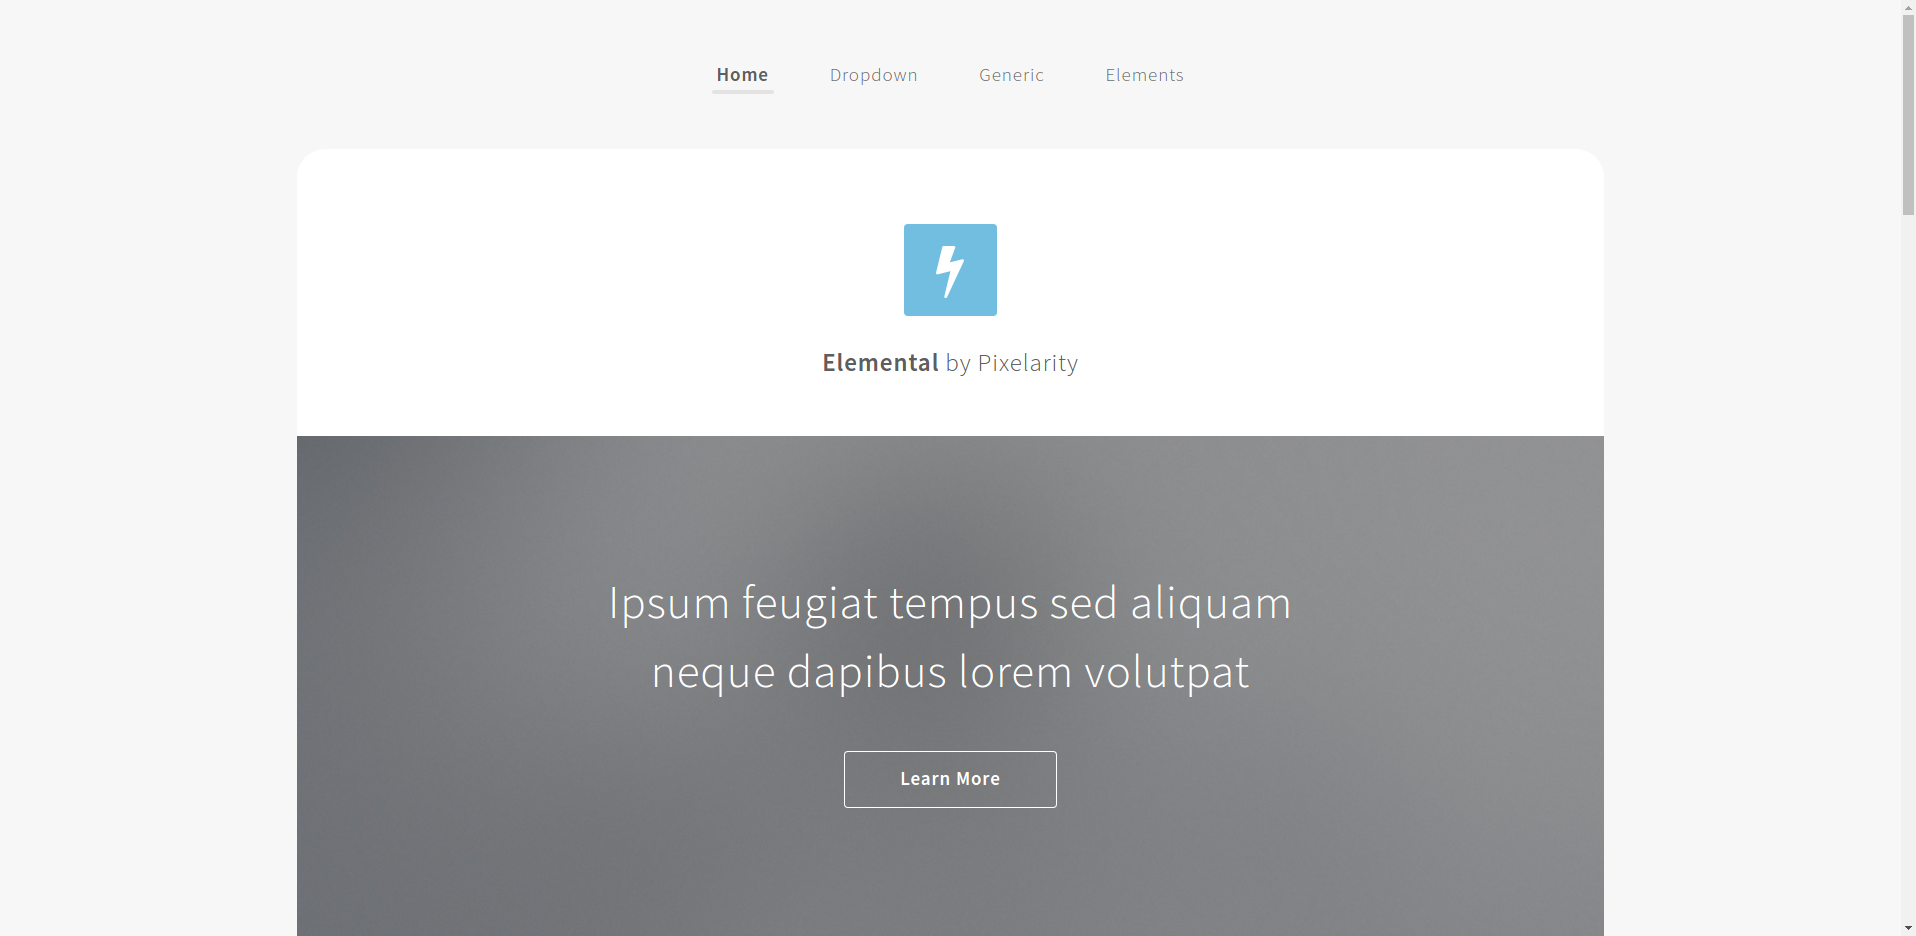 Home Dropdown Generic Elements
Elemental by Pixelarity
Ipsum feugiat tempus sed aliquam
neque dapibus lorem volutpat
Learn More